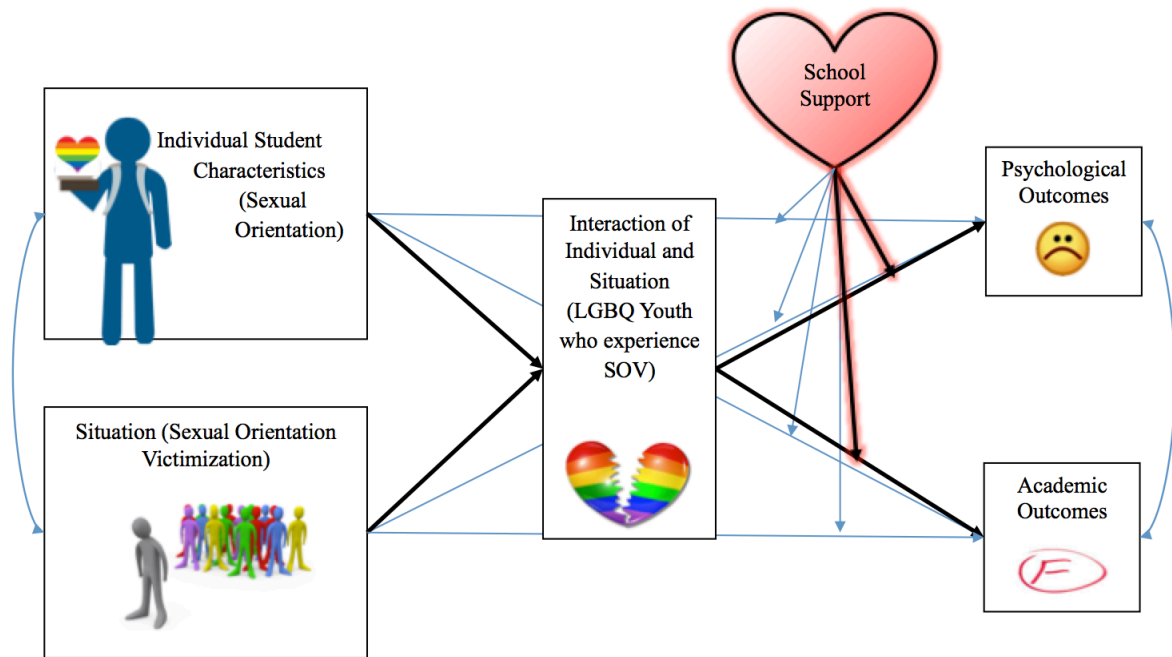 School
Support
Individual Student
Characteristics
(Sexual
Orientation)
Interaction of
Individual and
Situation
(LGBQ Youth
who experience
SOV)
Psychological
Outcomes
Situation (Sexual Orientation
Victimization)
Academic
Outcomes
F